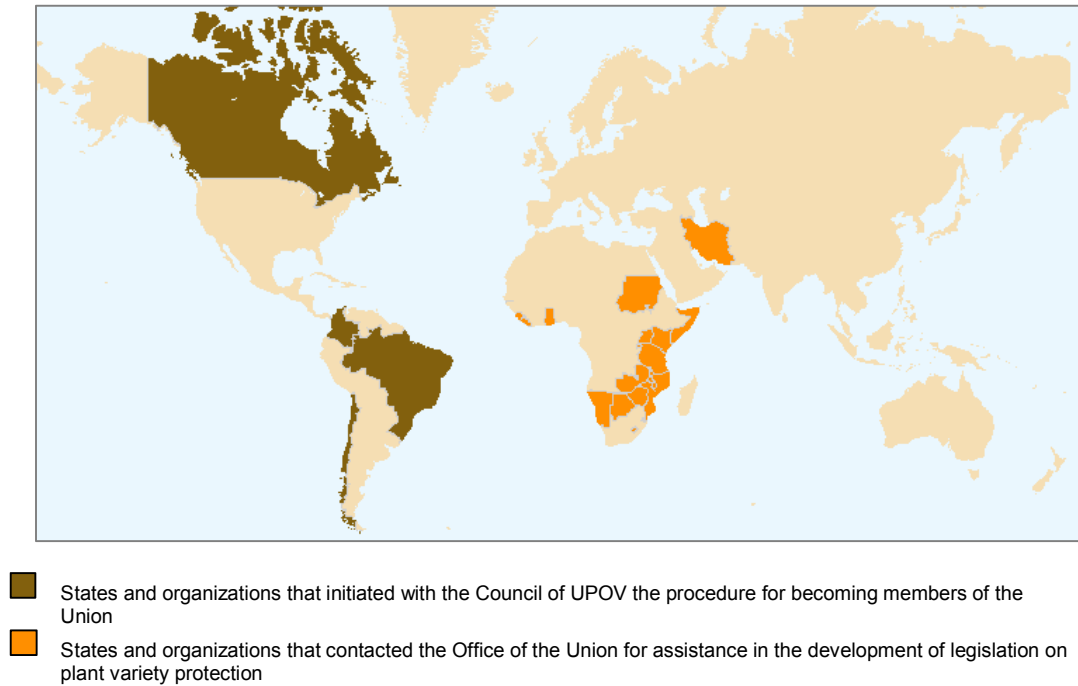 States and organizations that initiated with the Council of UPOV the procedure for becoming members of the
Union
States and organizations that contacted the Office of the Union for assistance in the development of legislation on
plant variety protection